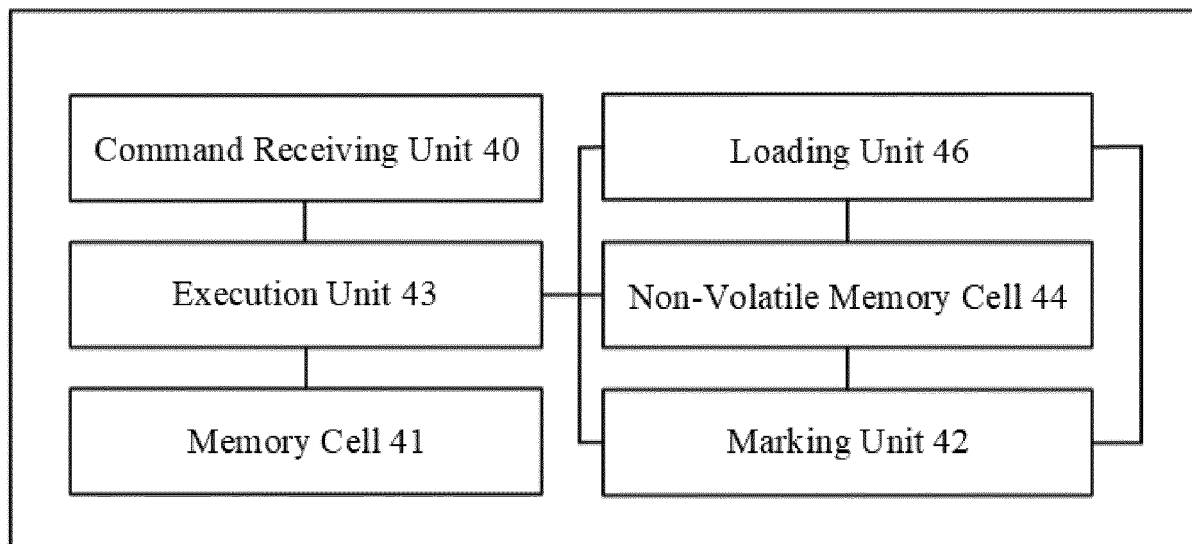 Command Receiving Unit 40
Execution Unit 43
Memory Cell 41
Loading Unit 46
Non-Volatile Memory Cell 44
Marking Unit 42